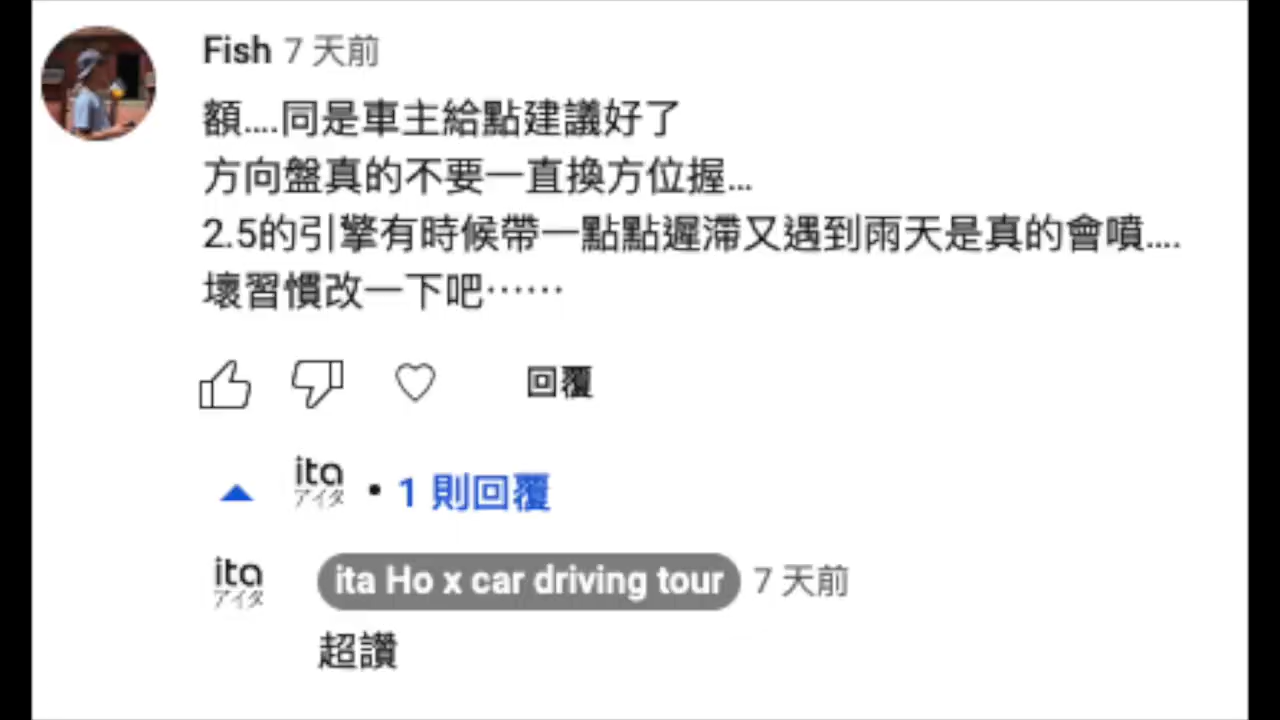 Fish 7 天前
額....同是車主給點建議好了
方向盤真的不要一直換方位握...
2.5的引擎有時候帶一點點遲滯又遇到雨天是真的會噴....
壞習慣改一下吧⋯⋯
回覆
ita
アイタ
• 1 則回覆
ita
アイタ
ita Ho x car driving tour 7 天前
超讚